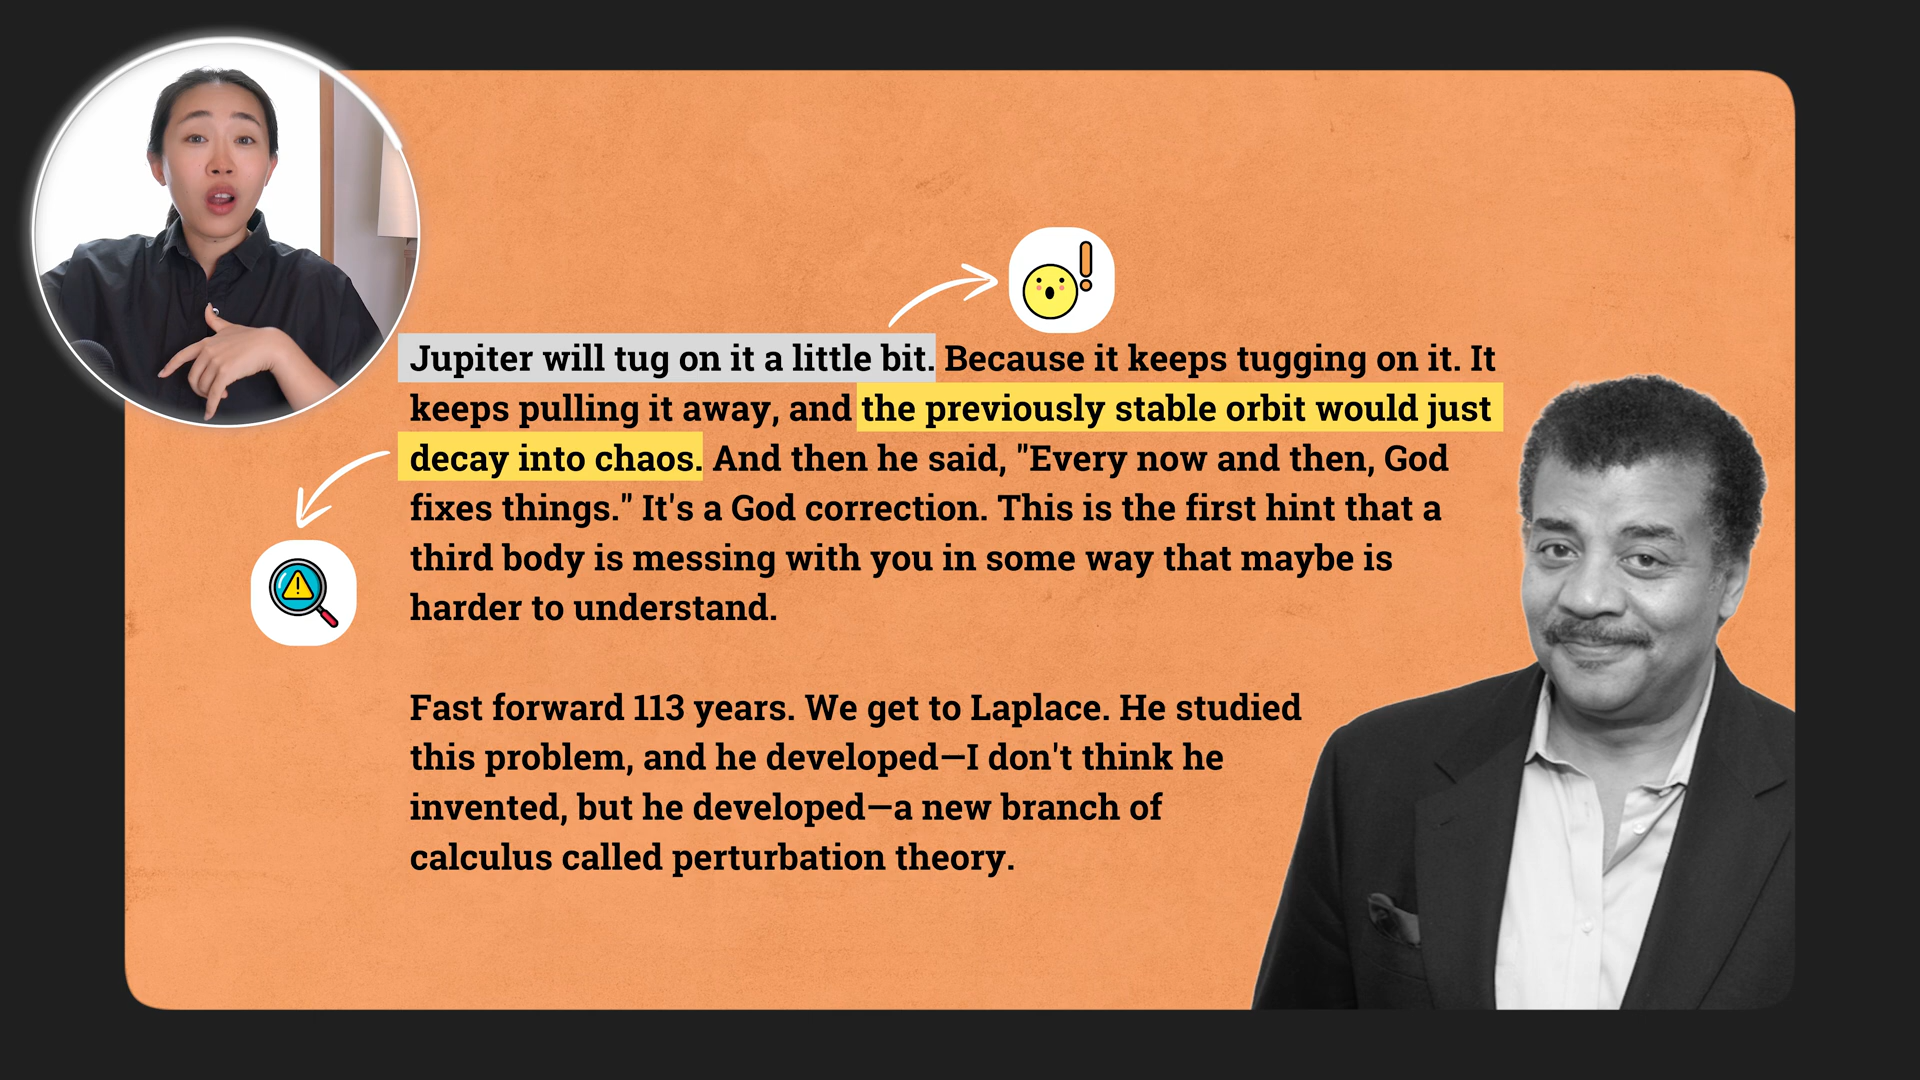 Jupiter will tug on it a little bit. Because it keeps tugging on it. It
keeps pulling it away, and the previously stable orbit would just
decay into chaos. And then he said, "Every now and then, God
fixes things." It's a God correction. This is the first hint that a
third body is messing with you in some way that maybe is
harder to understand.
Fast forward 113 years. We get to Laplace. He studied
this problem, and he developed—I don't think he
invented, but he developed—a new branch of
calculus called perturbation theory.